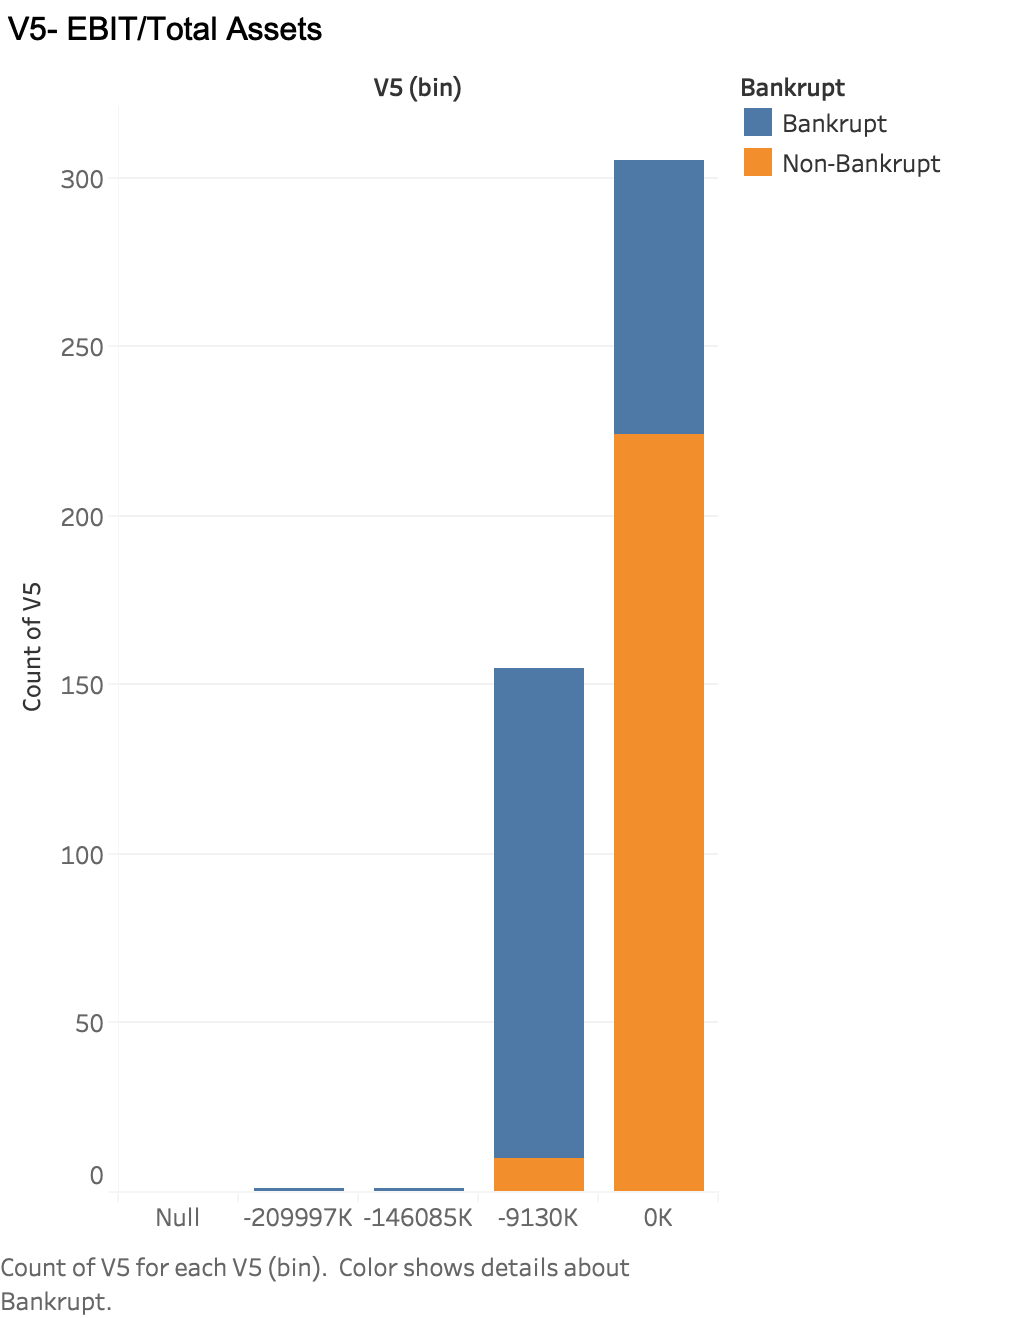 V5- EBIT/Total Assets
V5 (bin)
Bankrupt
Bankrupt
Non-Bankrupt
300
250
200
150
100
50
0
Count of V5
Null
-209997K
-146085K
-9130K
0K
Count of V5 for each V5 (bin).  Color shows details about
Bankrupt.